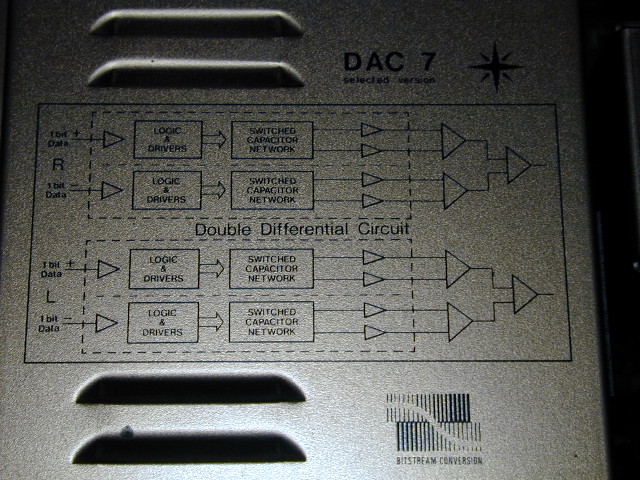 DAC 7
selected version
1 bit +
Data
LOGIC
&
DRIVERS
SWITCHED
CAPACITOR
NETWORK
R
1 bit −
Data
LOGIC
&
DRIVERS
SWITCHED
CAPACITOR
NETWORK
Double Differential Circuit
1 bit +
Data
LOGIC
&
DRIVERS
SWITCHED
CAPACITOR
NETWORK
L
1 bit −
Data
LOGIC
&
DRIVERS
SWITCHED
CAPACITOR
NETWORK
BITSTREAM CONVERSION